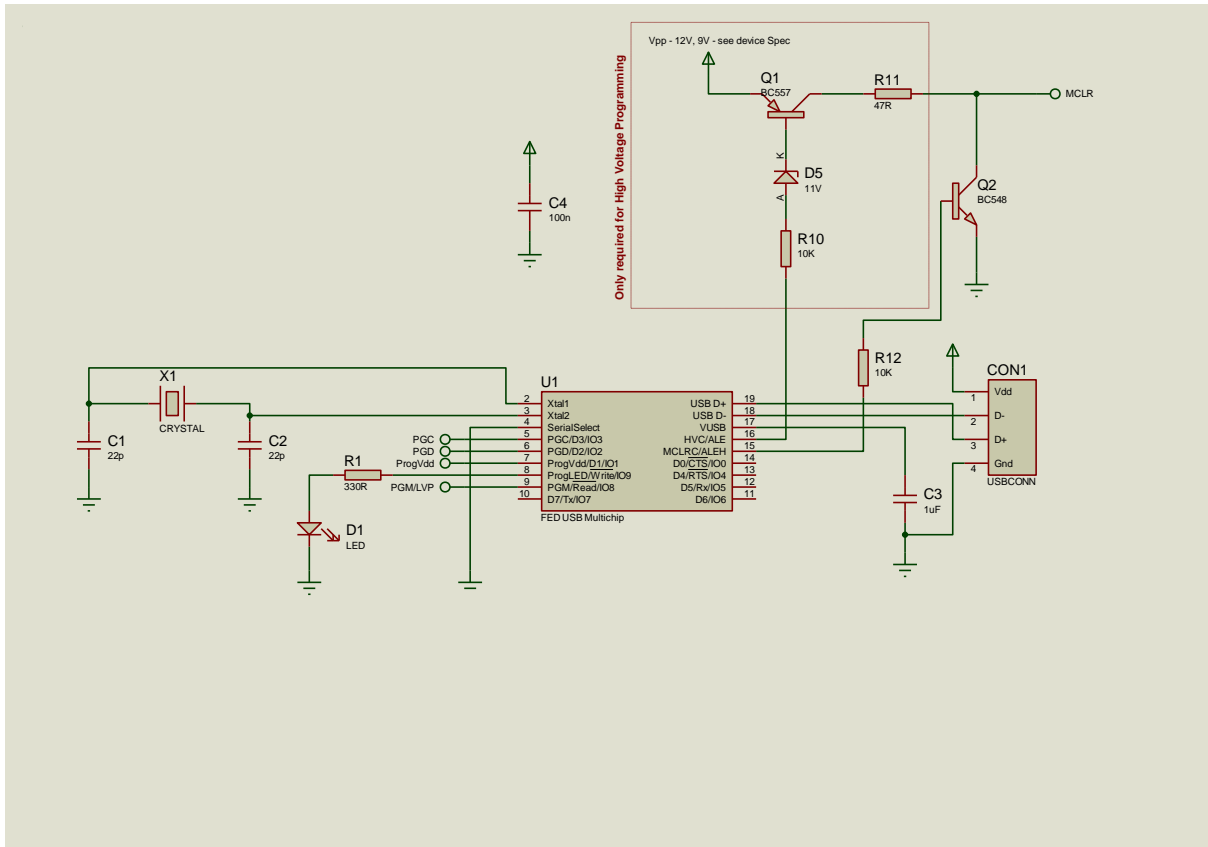 Vpp - 12V, 9V - see device Spec
Only required for High Voltage Programming
Q1
BC557
R11
47R
MCLR
K
D5
11V
A
Q2
BC548
C4
100n
R10
10K
R12
10K
CON1
Vdd
1
D-
2
D+
3
Gnd
4
USBCONN
X1
CRYSTAL
C1
22p
C2
22p
U1
2 Xtal1 USB D+ 19
3 Xtal2 USB D- 18
4 SerialSelect VUSB 17
PGC 5 PGC/D3/IO3 HVC/ALE 16
PGD 6 PGD/D2/IO2 MCLRC/ALEH 15
ProgVdd 7 ProgVdd/D1/IO1 D0/CTS/IO0 14
8 ProgLED/Write/IO9 D4/RTS/IO4 13
PGM/LVP 9 PGM/Read/IO8 D5/Rx/IO5 12
10 D7/Tx/IO7 D6/IO6 11
FED USB Multichip
R1
330R
D1
LED
C3
1uF